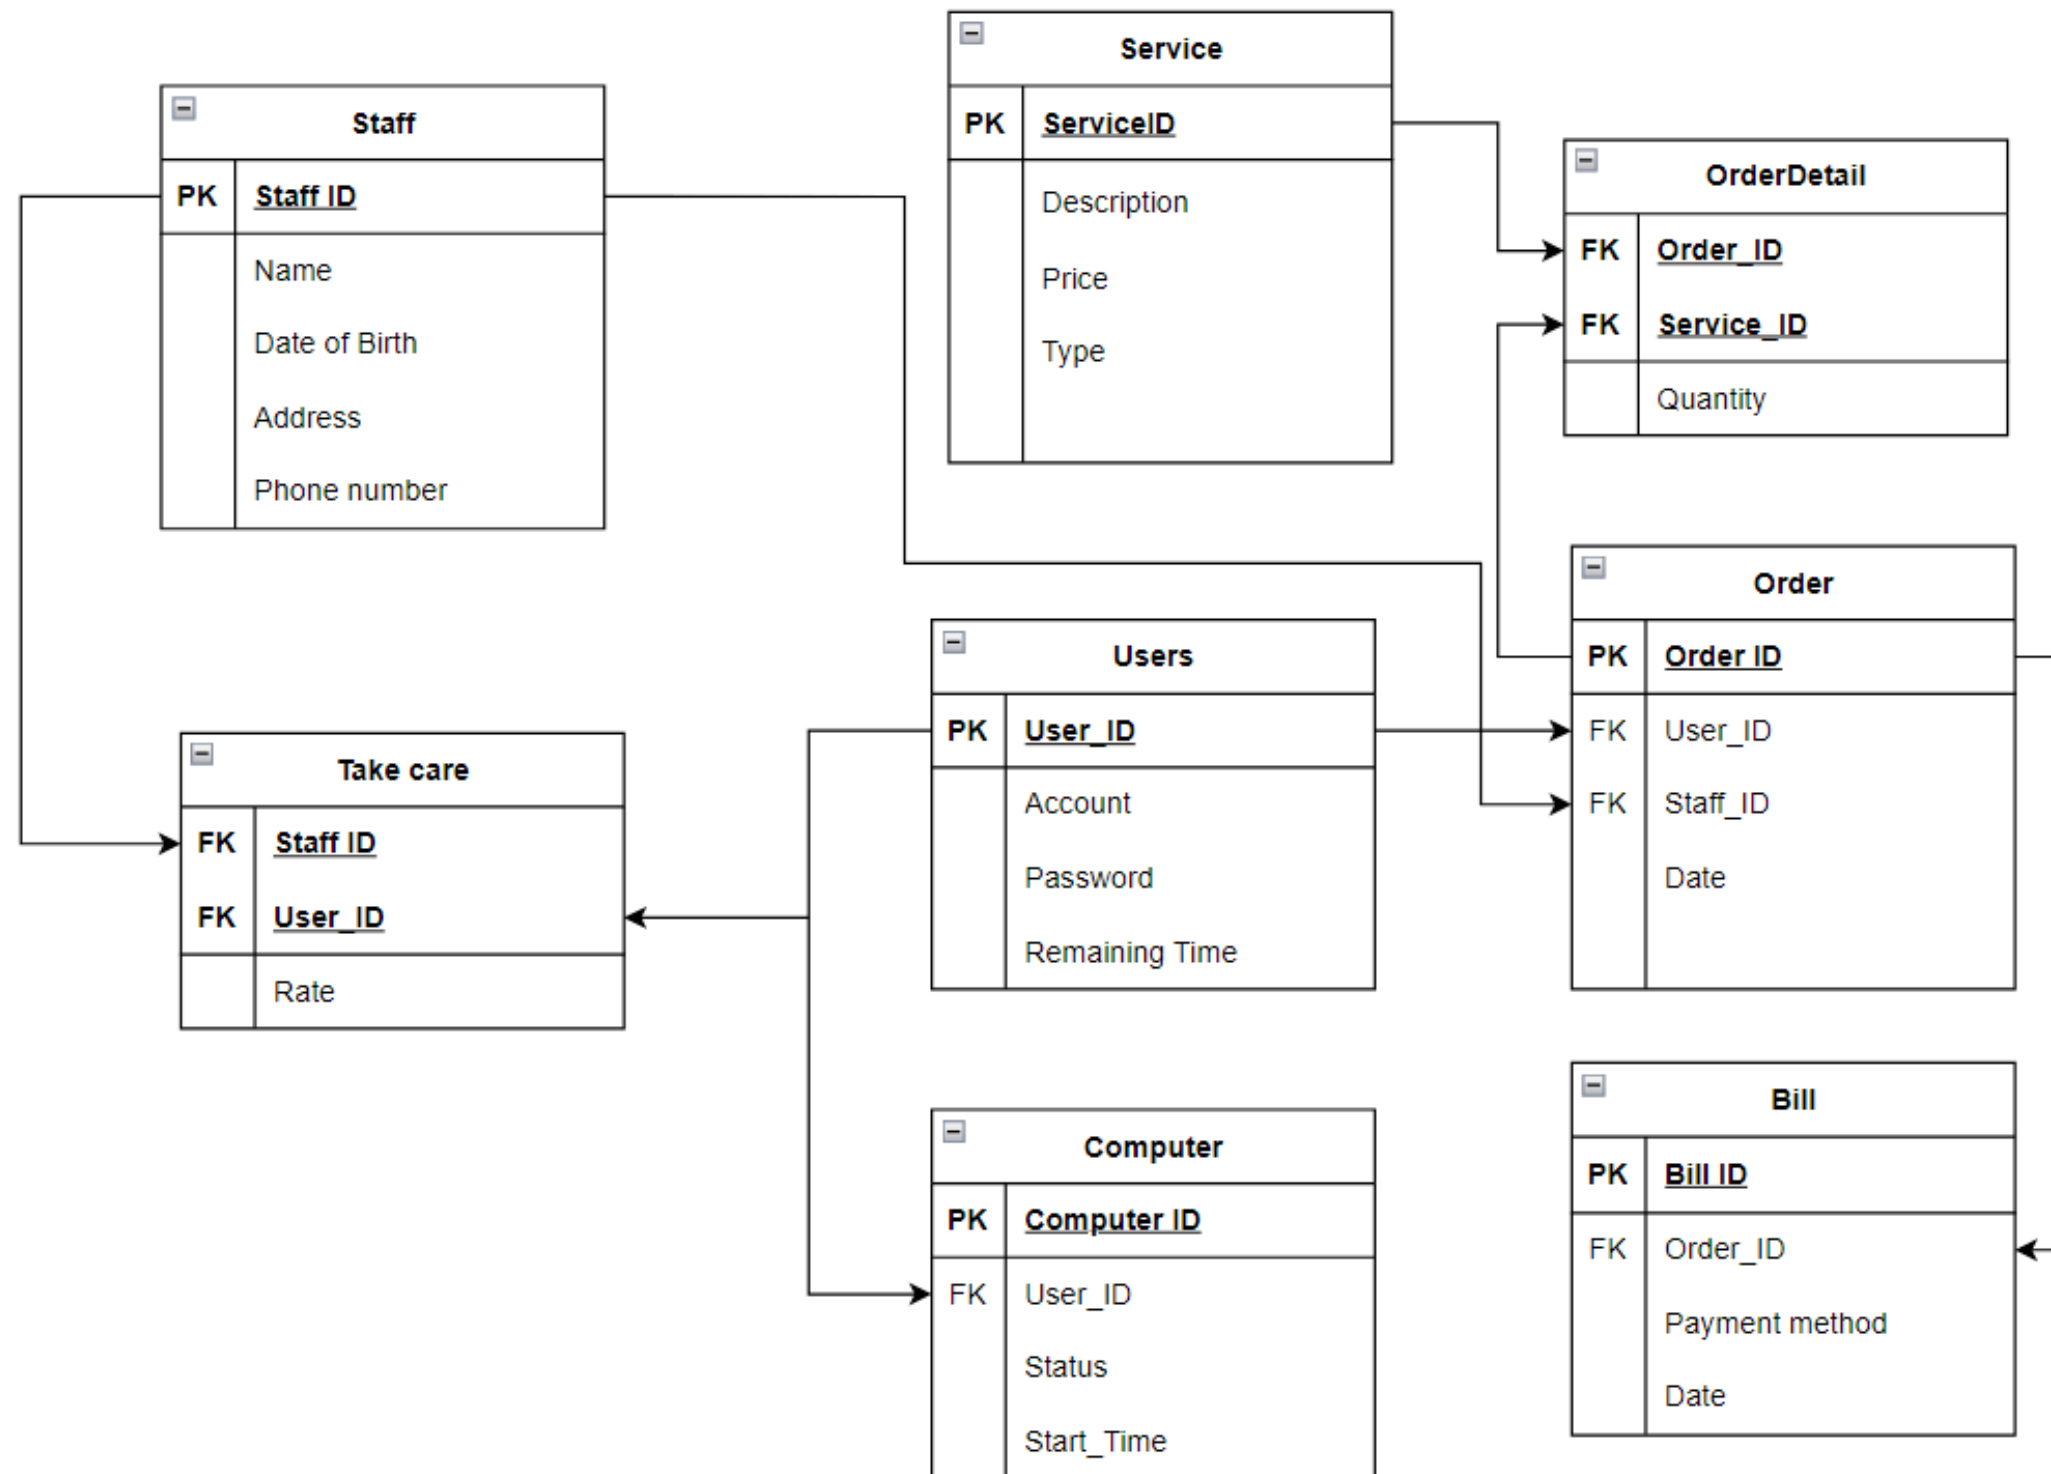 Service
PK ServiceID
Description
Price
Type
Staff
PK Staff ID
Name
Date of Birth
Address
Phone number
OrderDetail
FK Order_ID
FK Service_ID
Quantity
Order
PK Order ID
FK User_ID
FK Staff_ID
Date
Users
PK User_ID
Account
Password
Remaining Time
Take care
FK Staff ID
FK User_ID
Rate
Computer
PK Computer ID
FK User_ID
Status
Start_Time
Bill
PK Bill ID
FK Order_ID
Payment method
Date